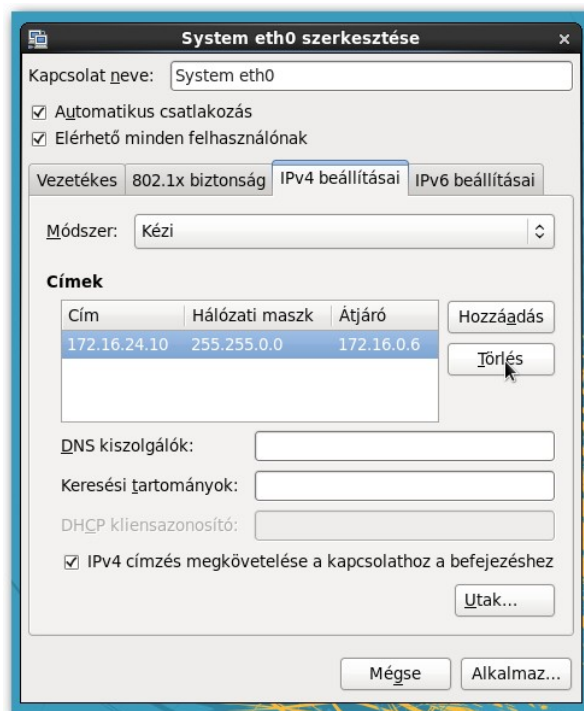 System eth0 szerkesztése
Kapcsolat neve: System eth0
Automatikus csatlakozás
Elérhető minden felhasználónak
Vezetékes 802.1x biztonság IPv4 beállításai IPv6 beállításai
Módszer: Kézi
Címek
Cím Hálózati maszk Átjáró Hozzáadás
172.16.24.10 255.255.0.0 172.16.0.6 Törlés
DNS kiszolgálók:
Keresési tartományok:
DHCP kliensazonosító:
IPv4 címzés megkövetelése a kapcsolathoz a befejezéshez
Utak...
Mégse Alkalmaz...